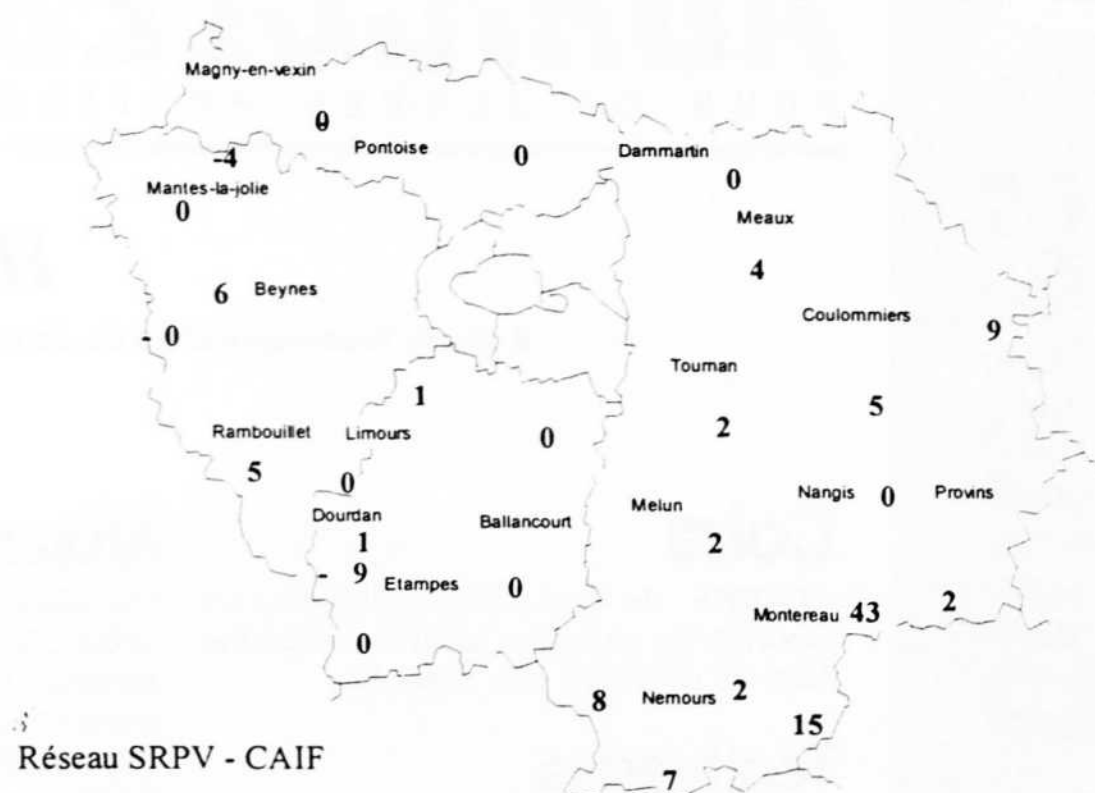 Magny-en-vexin
0
Pontoise
0
Dammartin
0
-4
Mantes-la-jolie
0
Meaux
4
6 Beynes
Coulommiers
9
0
Tournan
1
5
2
0
Rambouillet
Limours
5
0
Nangis
0
Provins
Melun
Dourdan
Ballancourt
1
2
9
Etampes
0
Montereau
43
2
0
8
Nemours
2
15
7
Réseau SRPV - CAIF